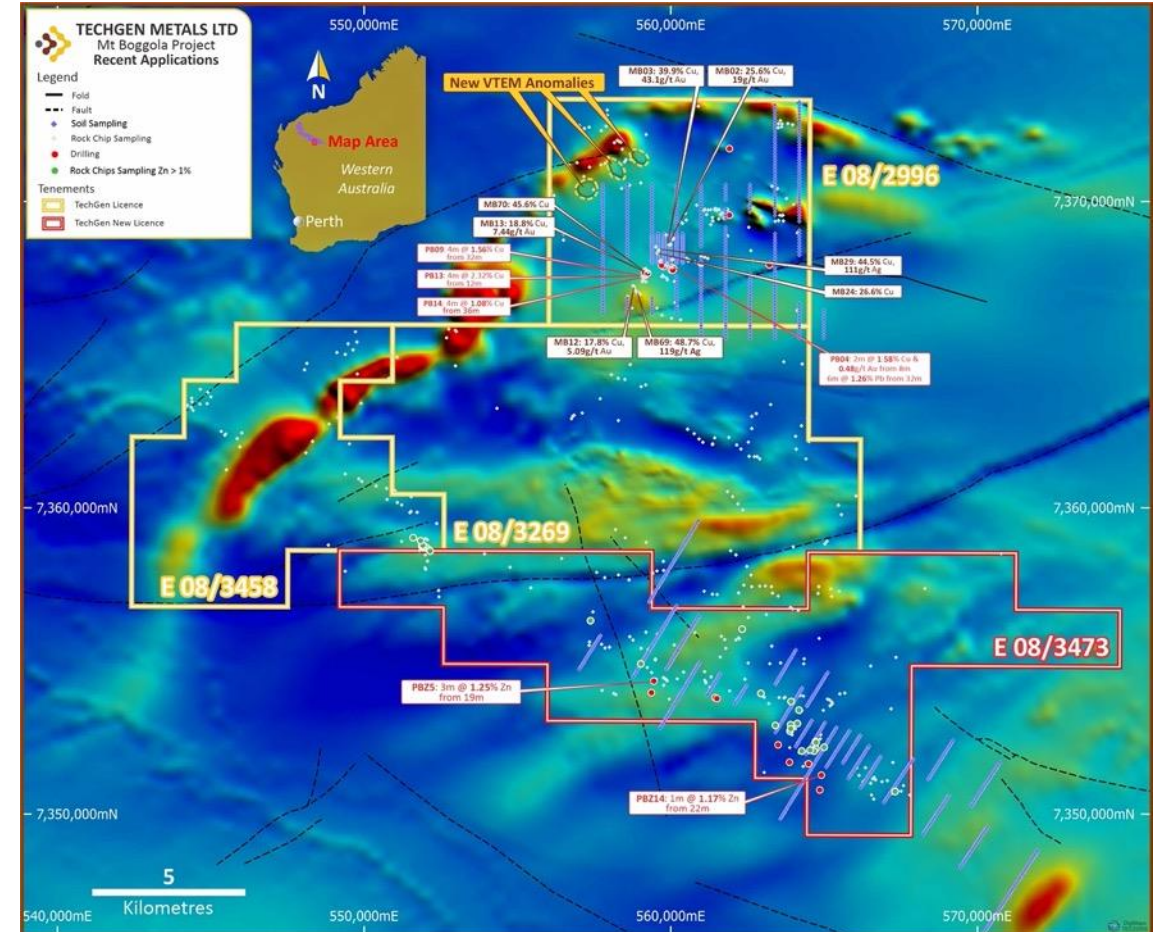 TECHGEN METALS LTD
Mt Boggola Project
Recent Applications
Legend
Fold
Fault
Soil Sampling
Rock Chip Sampling
Drilling
Rock Chips Sampling Zn > 1%
Tenements
TechGen Licence
TechGen New Licence
550,000mE
560,000mE
570,000mE
N
Map Area
Western
Australia
Perth
New VTEM Anomalies
MB03: 39.9% Cu,
43.1g/t Au
MB02: 25.6% Cu,
19g/t Au
E 08/2996
7,370,000mN
MB70: 45.6% Cu
MB13: 18.8% Cu,
7.44g/t Au
PB09: 4m @ 1.56% Cu
from 32m
PB13: 4m @ 2.32% Cu
from 12m
PB14: 4m @ 1.08% Cu
from 36m
MB29: 44.5% Cu,
111g/t Ag
MB24: 26.6% Cu
MB12: 17.8% Cu,
5.09g/t Au
MB69: 48.7% Cu,
119g/t Ag
PB04: 2m @ 1.58% Cu &
0.48g/t Au from 8m
6m @ 1.26% Pb from 32m
7,360,000mN
7,360,000mN
E 08/3269
E 08/3458
E 08/3473
PBZ5: 3m @ 1.25% Zn
from 19m
PBZ14: 1m @ 1.17% Zn
from 22m
7,350,000mN
7,350,000mN
5
Kilometres
540,000mE
550,000mE
560,000mE
570,000mE